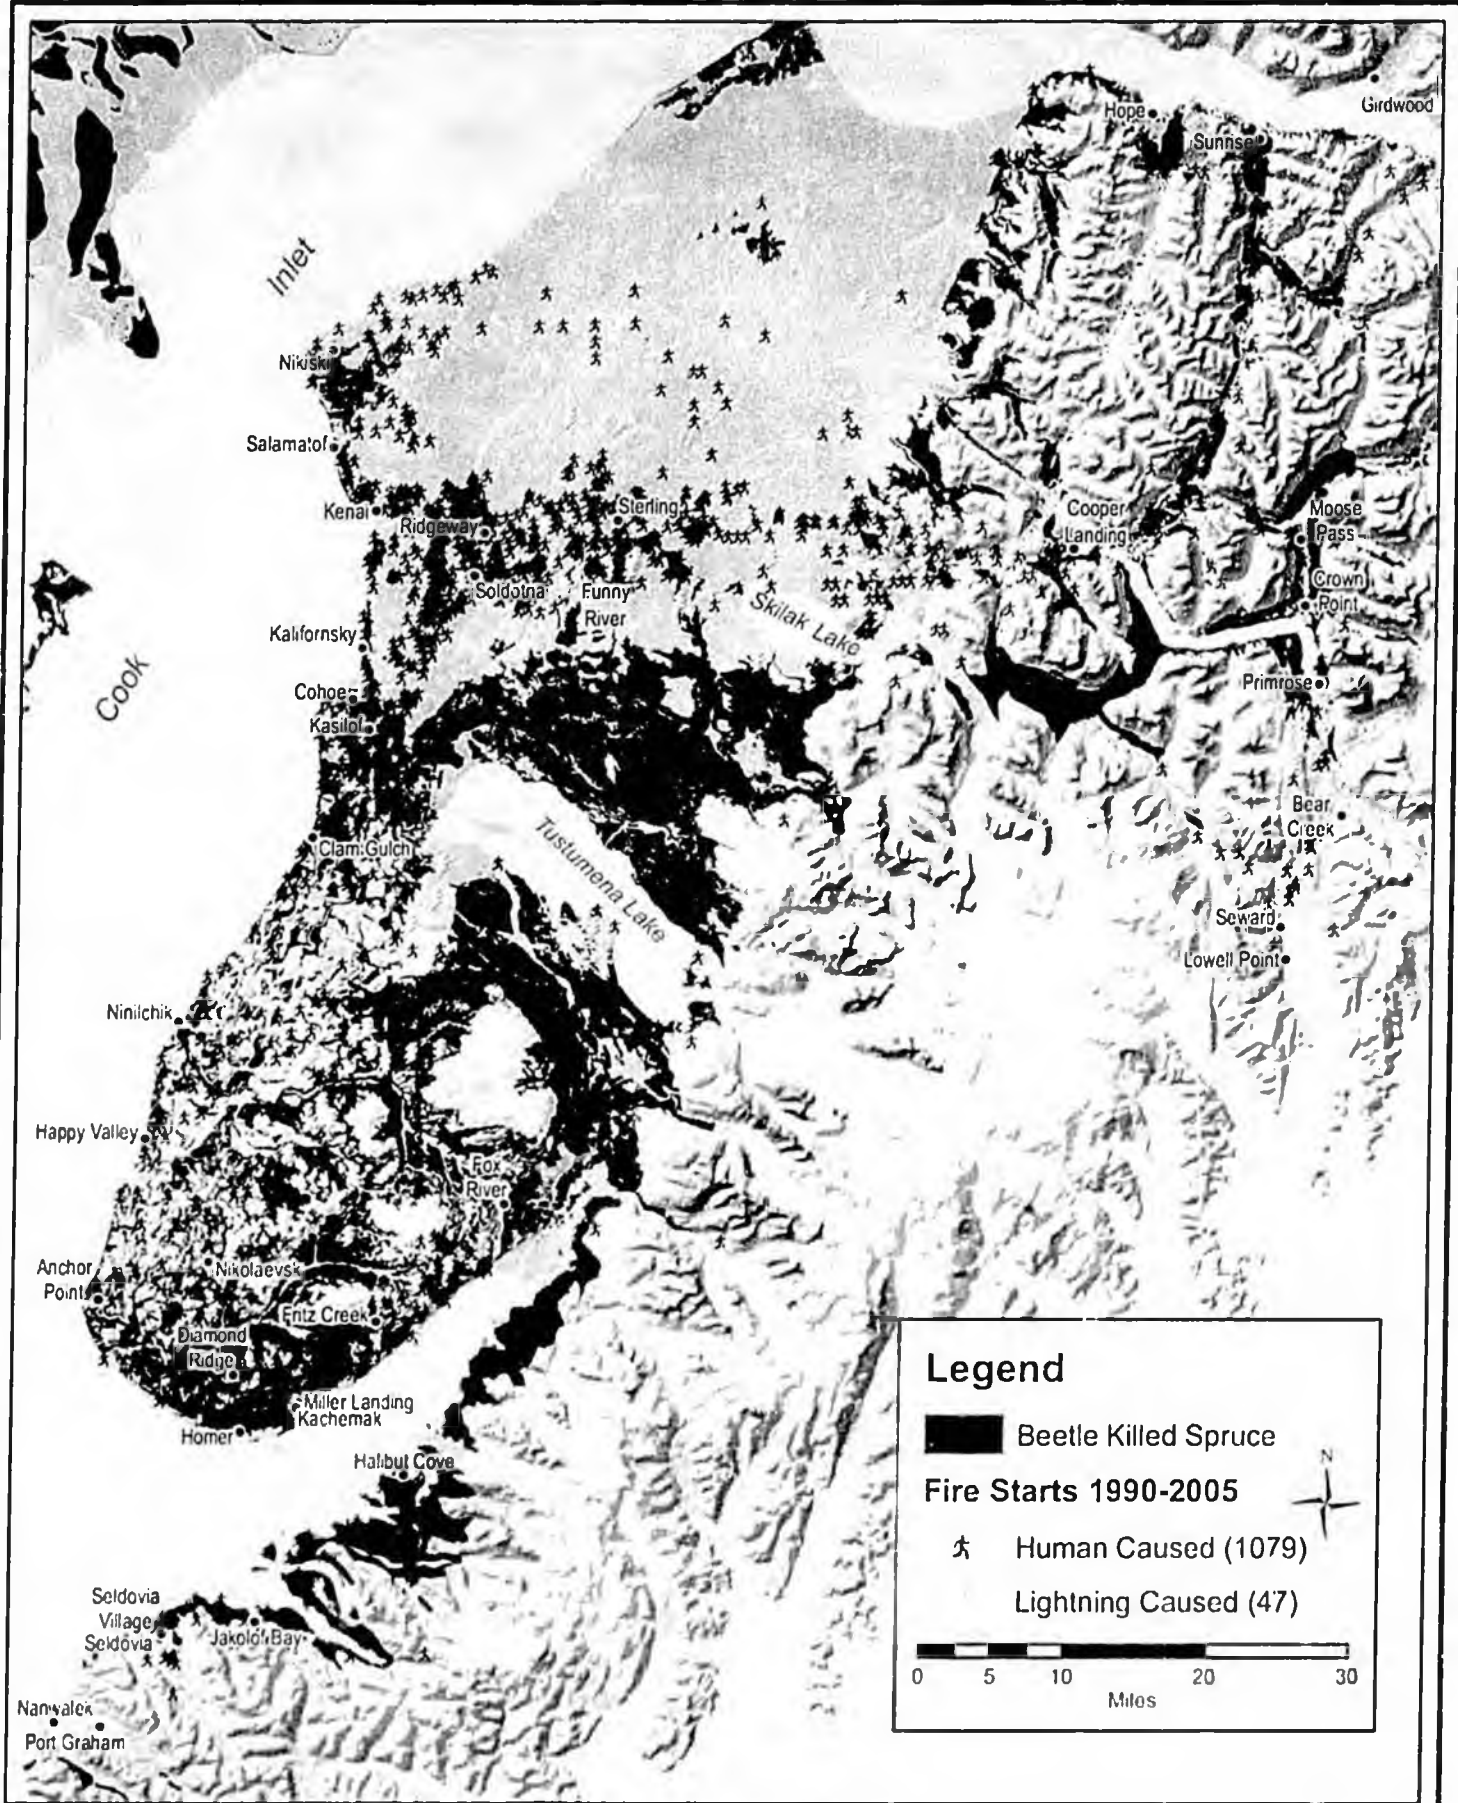 Girdwood
Hope
Sunrise
Inlet
Nikiski
Salamatof
Kenai
Ridgeway
Sterling
Cooper
Landing
Moose
Pass
Soldotna
Funny
River
Crown
Point
Skilak Lake
Kalifornsky
Cook
Cohoe
Kasilof
Primrose
Bear
Creek
Clam Gulch
Tustumena Lake
Seward
Lowell Point
Ninilchik
Happy Valley
Fox
River
Anchor
Point
Nikolaevsk
Fritz Creek
Diamond
Ridge
Miller Landing
Kachemak
Homer
Halibut Cove
Seldovia
Village
Seldovia
Jakolof Bay
Nanwalek
Port Graham
Legend
Beetle Killed Spruce
Fire Starts 1990-2005
N
Human Caused (1079)
Lightning Caused (47)
0 5 10 20 30
Miles